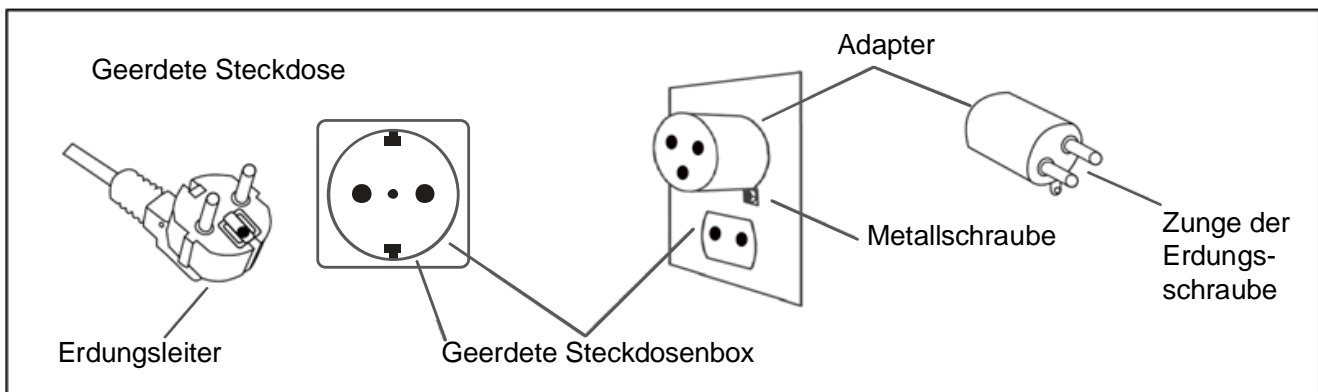 Adapter
Geerdete Steckdose
Metallschraube
Zunge der
Erdungs-
schraube
Erdungsleiter
Geerdete Steckdosenbox